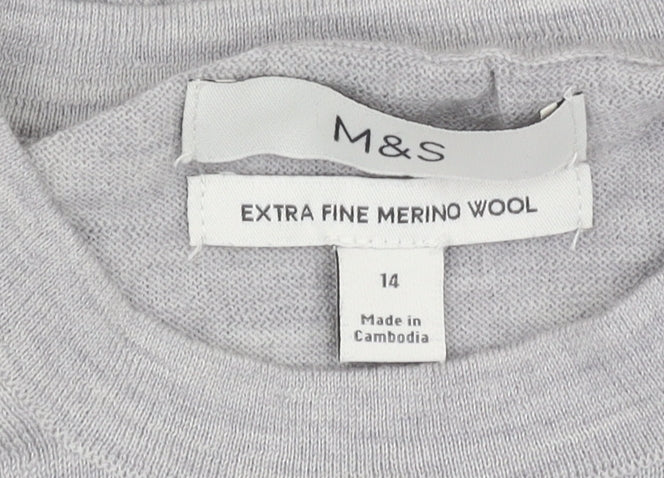 M&S
EXTRA FINE MERINO WOOL
14
Made in
Cambodia